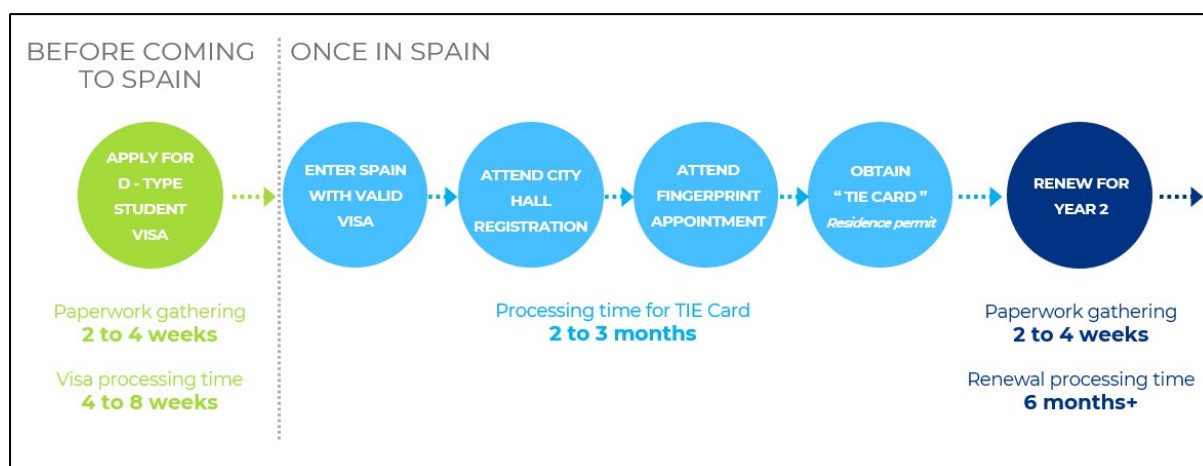 BEFORE COMING
TO SPAIN
ONCE IN SPAIN
APPLY FOR
D - TYPE
STUDENT
VISA
ENTER SPAIN
WITH VALID
VISA
ATTEND CITY
HALL
REGISTRATION
ATTEND
FINGERPRINT
APPOINTMENT
OBTAIN
“ TIE CARD ”
Residence permit
RENEW FOR
YEAR 2
Paperwork gathering
2 to 4 weeks
Visa processing time
4 to 8 weeks
Processing time for TIE Card
2 to 3 months
Paperwork gathering
2 to 4 weeks
Renewal processing time
6 months+